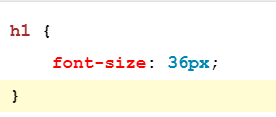 h1 {
    font-size: 36px;
}